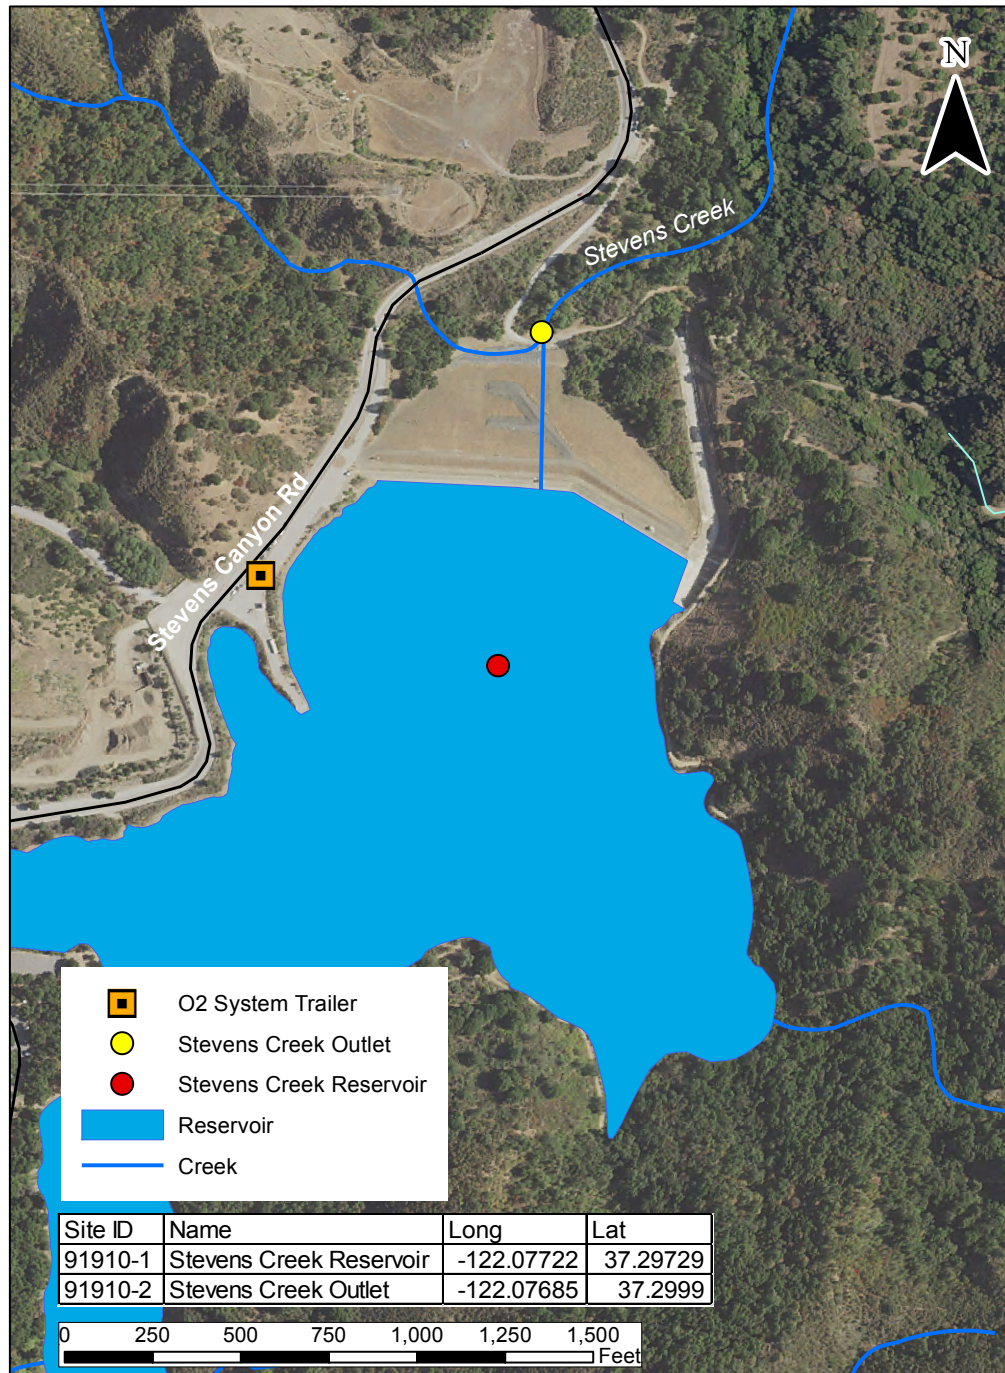 N
Stevens Creek
Stevens Canyon Rd
O2 System Trailer
Stevens Creek Outlet
Stevens Creek Reservoir
Reservoir
Creek
Site ID Name Long Lat
91910-1 Stevens Creek Reservoir -122.07722 37.29729
91910-2 Stevens Creek Outlet -122.07685 37.2999
0 250 500 750 1,000 1,250 1,500
Feet